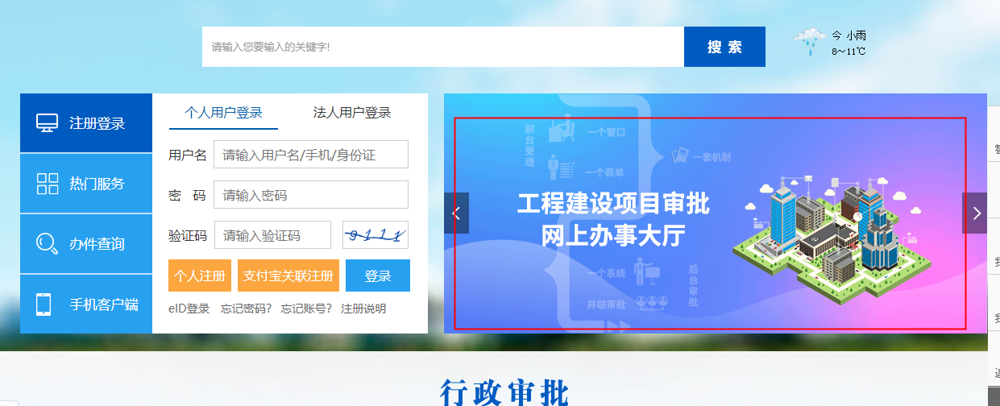 请输入您要输入的关键字!
搜 索
今 小雨
8～11℃
注册登录
热门服务
办件查询
手机客户端
个人用户登录 法人用户登录
用户名 请输入用户名/手机/身份证
密 码 请输入密码
验证码 请输入验证码 9111
个人注册 支付宝关联注册 登录
eID登录 忘记密码? 忘记账号? 注册说明
前台受理
一个窗口
一套机制
一个表单
工程建设项目审批
网上办事大厅
一个系统
后台审批
并联审批
行政审批